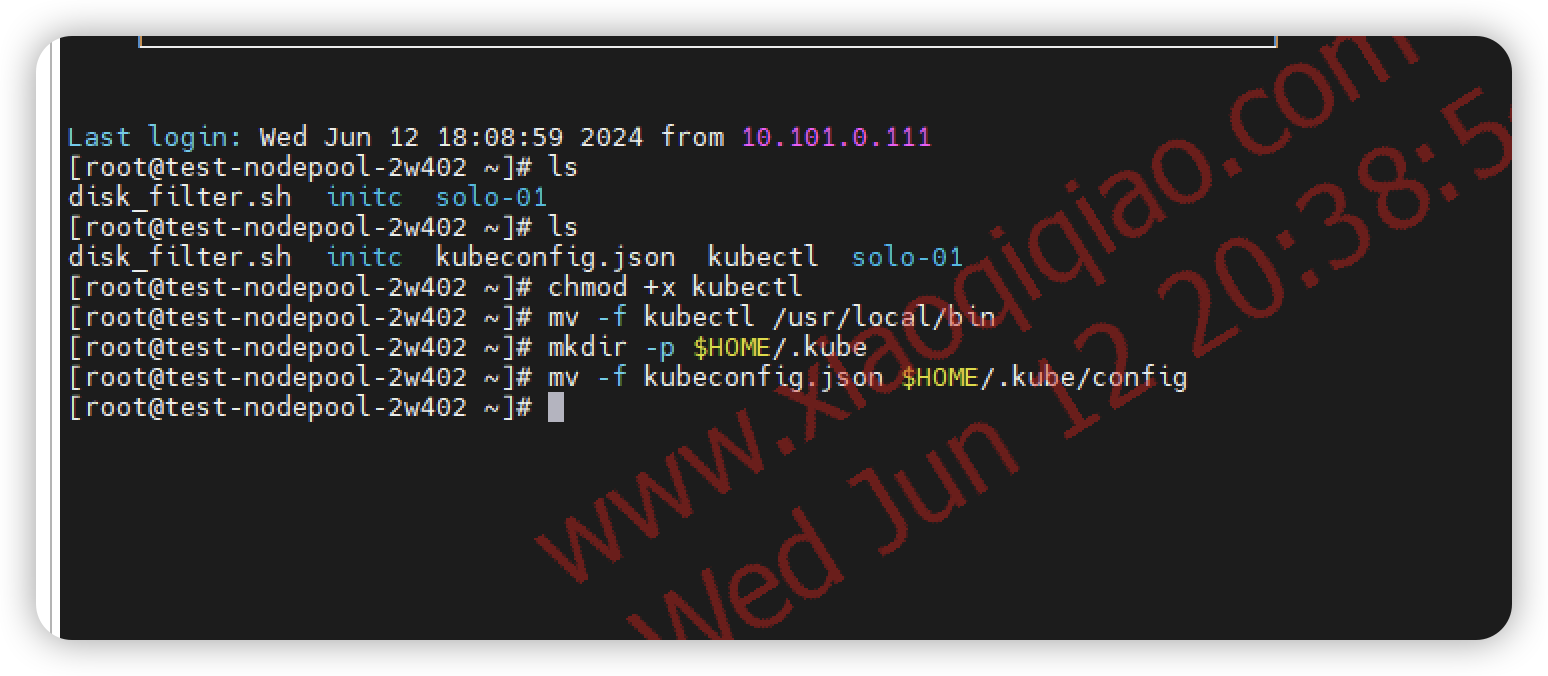 Last login: Wed Jun 12 18:08:59 2024 from 10.101.0.111
[root@test-nodepool-2w402 ~]# ls
disk_filter.sh  initc  solo-01
[root@test-nodepool-2w402 ~]# ls
disk_filter.sh  initc  kubeconfig.json  kubectl  solo-01
[root@test-nodepool-2w402 ~]# chmod +x kubectl
[root@test-nodepool-2w402 ~]# mv -f kubectl /usr/local/bin
[root@test-nodepool-2w402 ~]# mkdir -p $HOME/.kube
[root@test-nodepool-2w402 ~]# mv -f kubeconfig.json $HOME/.kube/config
[root@test-nodepool-2w402 ~]#
www.xiaoqiqiao.com
Wed Jun 12 20:38:5